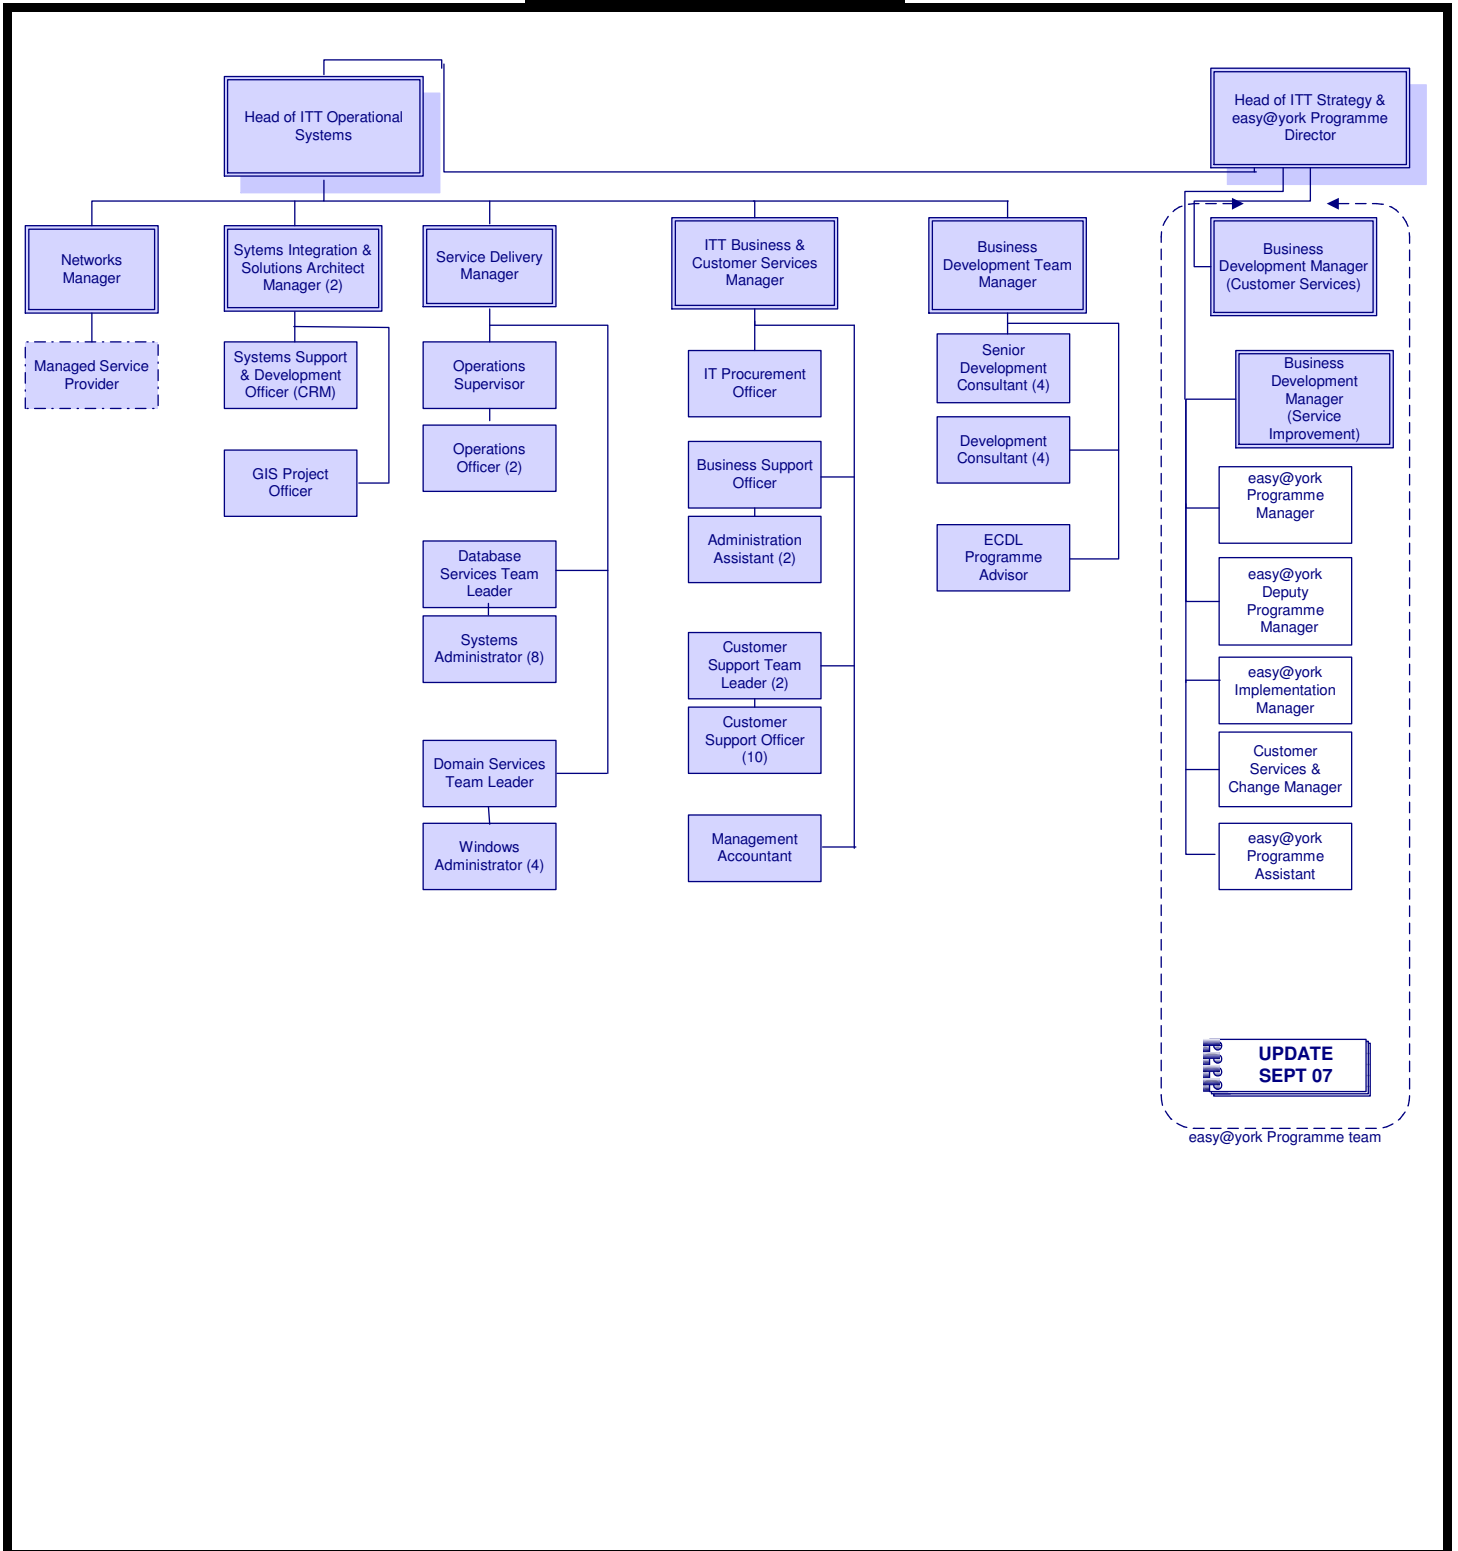 Head of ITT Operational
Systems
Head of ITT Strategy &
easy@york Programme
Director
Networks
Manager
Managed Service
Provider
Sytems Integration &
Solutions Architect
Manager (2)
Systems Support
& Development
Officer (CRM)
GIS Project
Officer
Service Delivery
Manager
Operations
Supervisor
Operations
Officer (2)
Database
Services Team
Leader
Systems
Administrator (8)
Domain Services
Team Leader
Windows
Administrator (4)
ITT Business &
Customer Services
Manager
IT Procurement
Officer
Business Support
Officer
Administration
Assistant (2)
Customer
Support Team
Leader (2)
Customer
Support Officer
(10)
Management
Accountant
Business
Development Team
Manager
Senior
Development
Consultant (4)
Development
Consultant (4)
ECDL
Programme
Advisor
Business
Development Manager
(Customer Services)
Business
Development
Manager
(Service
Improvement)
easy@york
Programme
Manager
easy@york
Deputy
Programme
Manager
easy@york
Implementation
Manager
Customer
Services &
Change Manager
easy@york
Programme
Assistant
UPDATE
SEPT 07
easy@york Programme team